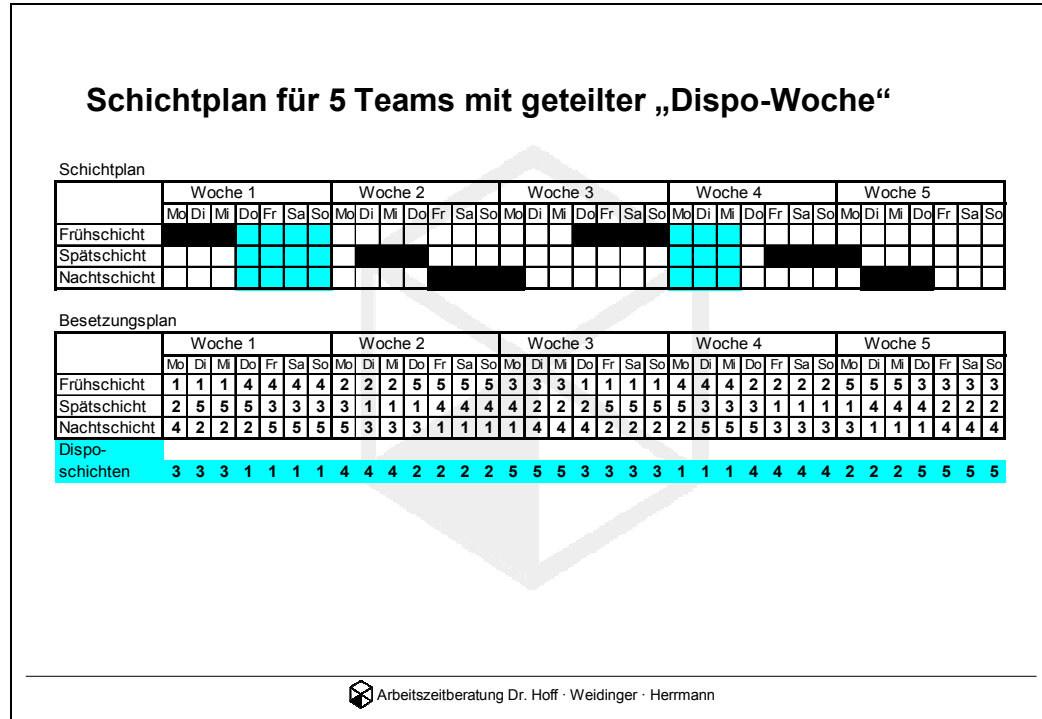 Schichtplan für 5 Teams mit geteilter „Dispo-Woche“
Schichtplan
Woche 1 Woche 2 Woche 3 Woche 4 Woche 5
Mo Di Mi Do Fr Sa So Mo Di Mi Do Fr Sa So Mo Di Mi Do Fr Sa So Mo Di Mi Do Fr Sa So Mo Di Mi Do Fr Sa So
Frühschicht
Spätschicht
Nachtschicht
Besetzungsplan
Woche 1 Woche 2 Woche 3 Woche 4 Woche 5
Mo Di Mi Do Fr Sa So Mo Di Mi Do Fr Sa So Mo Di Mi Do Fr Sa So Mo Di Mi Do Fr Sa So Mo Di Mi Do Fr Sa So
Frühschicht 1 1 1 4 4 4 4 2 2 2 5 5 5 5 3 3 3 1 1 1 1 4 4 4 2 2 2 2 5 5 5 3 3 3 3
Spätschicht 2 5 5 5 3 3 3 3 1 1 1 4 4 4 4 2 2 2 5 5 5 5 3 3 3 1 1 1 1 4 4 4 2 2 2
Nachtschicht 4 2 2 2 5 5 5 5 3 3 3 1 1 1 1 4 4 4 2 2 2 2 5 5 5 3 3 3 3 1 1 1 4 4 4
Dispo-
schichten 3 3 3 1 1 1 1 4 4 4 2 2 2 2 5 5 5 3 3 3 3 1 1 1 4 4 4 4 2 2 2 5 5 5 5
Arbeitszeitberatung Dr. Hoff · Weidinger · Herrmann